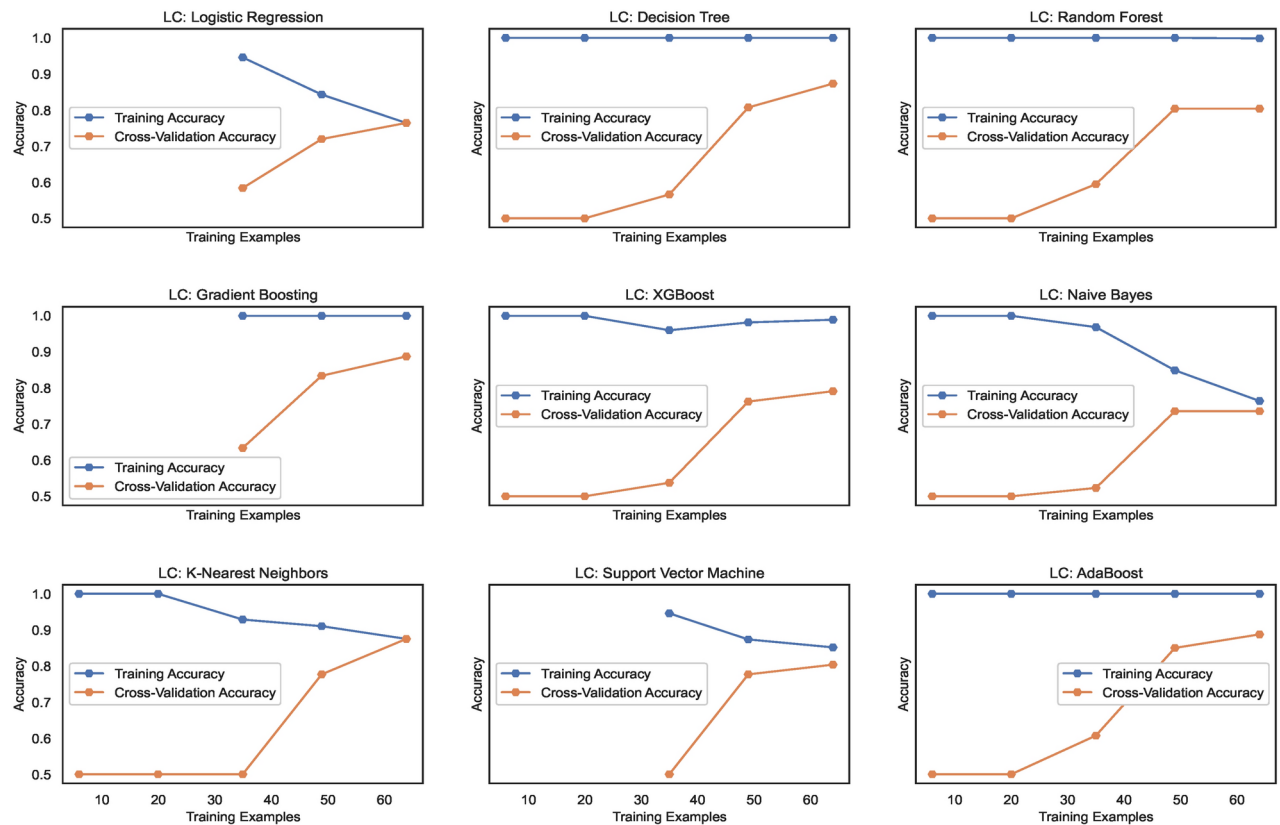 LC: Logistic Regression
LC: Decision Tree
LC: Random Forest
1.0
0.9
0.8
0.7
0.6
0.5
Accuracy
Training Accuracy
Cross-Validation Accuracy
Training Examples
Accuracy
Training Accuracy
Cross-Validation Accuracy
Training Examples
Accuracy
Training Accuracy
Cross-Validation Accuracy
Training Examples
LC: Gradient Boosting
LC: XGBoost
LC: Naive Bayes
1.0
0.9
0.8
0.7
0.6
0.5
Accuracy
Training Accuracy
Cross-Validation Accuracy
Training Examples
Accuracy
Training Accuracy
Cross-Validation Accuracy
Training Examples
Accuracy
Training Accuracy
Cross-Validation Accuracy
Training Examples
LC: K-Nearest Neighbors
LC: Support Vector Machine
LC: AdaBoost
1.0
0.9
0.8
0.7
0.6
0.5
Accuracy
Training Accuracy
Cross-Validation Accuracy
10 20 30 40 50 60
Training Examples
Accuracy
Training Accuracy
Cross-Validation Accuracy
10 20 30 40 50 60
Training Examples
Accuracy
Training Accuracy
Cross-Validation Accuracy
10 20 30 40 50 60
Training Examples